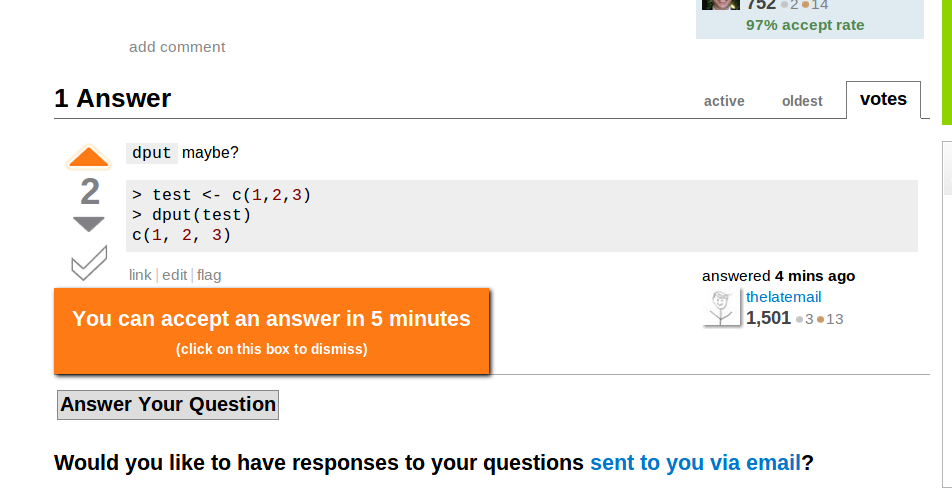 752 2 14
97% accept rate
add comment
1 Answer
active oldest votes
dput maybe?
2
> test <- c(1,2,3)
> dput(test)
c(1, 2, 3)
link | edit | flag
answered 4 mins ago
thelatemail
1,501 3 13
You can accept an answer in 5 minutes
(click on this box to dismiss)
Answer Your Question
Would you like to have responses to your questions sent to you via email?